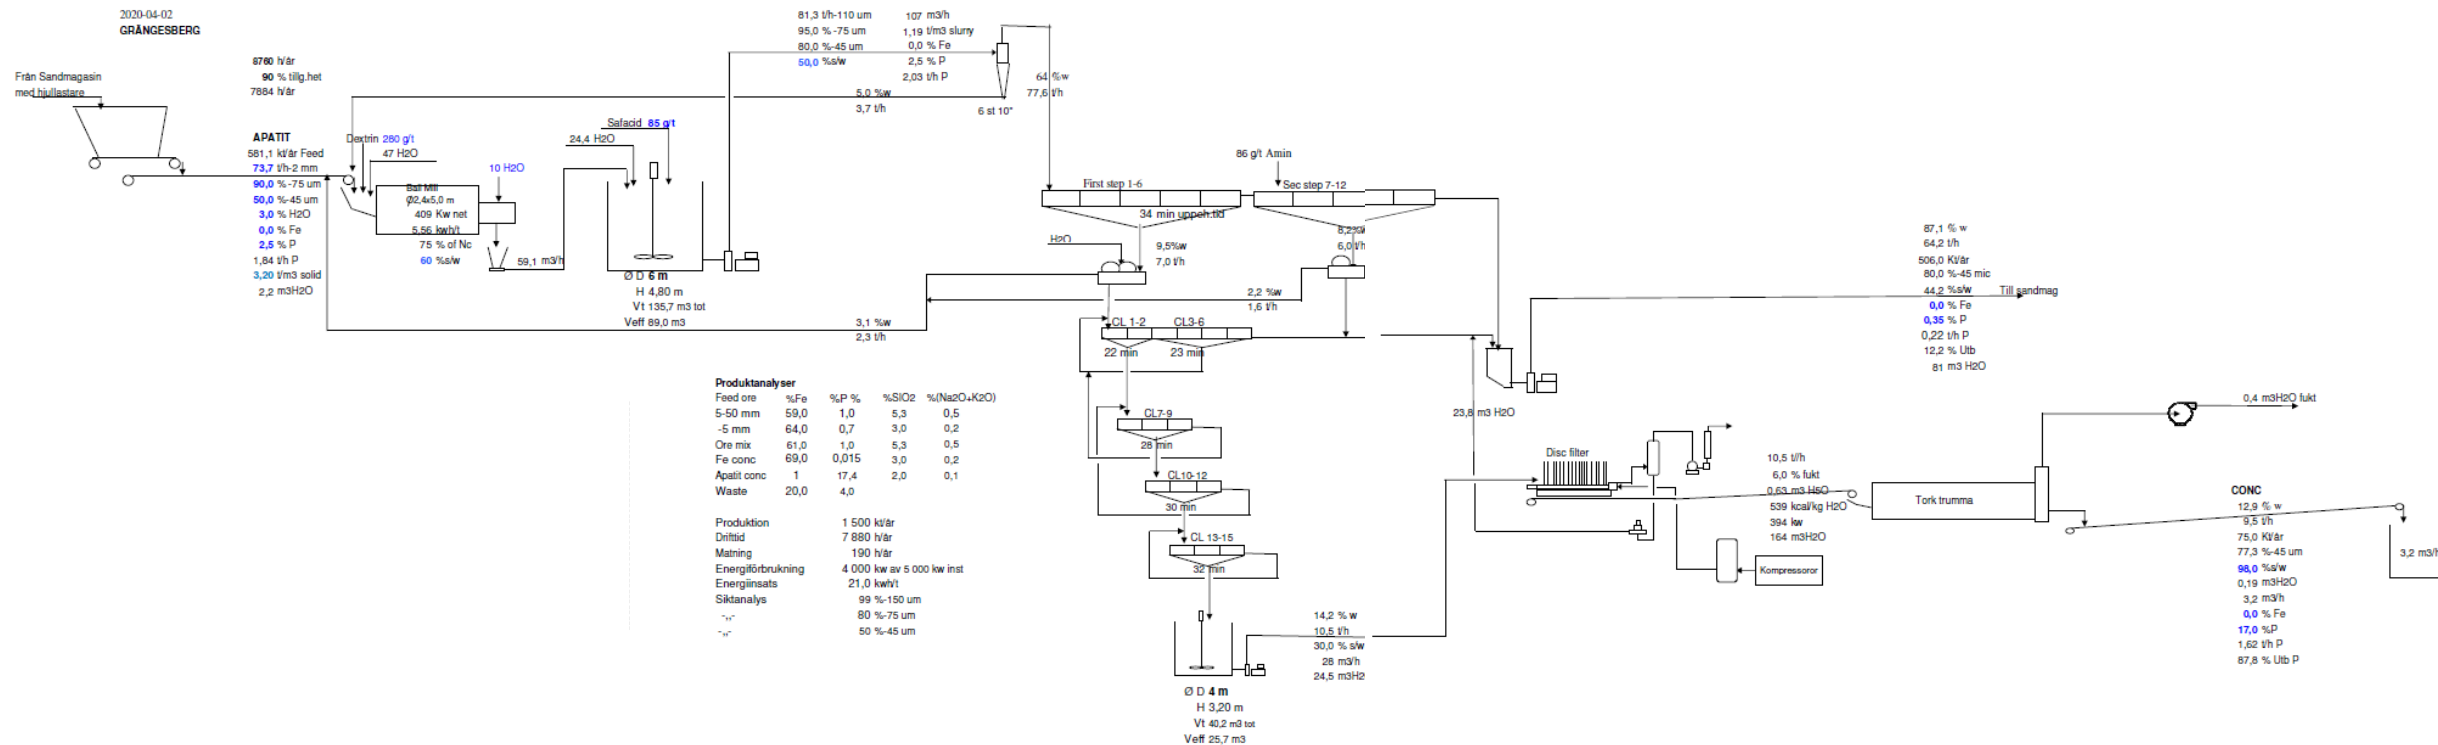 2020-04-02
GRÄNGESBERG
Från Sandmagasin
med hjullastare
8760 h/år
90 % tillg.het
7884 h/år
APATIT
581,1 kt/år Feed
73,7 t/h-2 mm
90,0 %-75 um
50,0 %-45 um
3,0 % H2O
0,0 % Fe
2,5 % P
1,84 t/h P
3,20 t/m3 solid
2,2 m3H2O
Dextrin 280 g/t
47 H2O
Ball Mill
Ø2,4x5,0 m
409 Kw net
5,56 kwh/t
75 % of Nc
60 %s/w
10 H2O
59,1 m3/h
24,4 H2O
Safacid 85 g/t
Ø D 6 m
H 4,80 m
Vt 135,7 m3 tot
Veff 89,0 m3
81,3 t/h-110 um
95,0 % -75 um
80,0 %-45 um
50,0 %s/w
107 m3/h
1,19 t/m3 slurry
0,0 % Fe
2,5 % P
2,03 t/h P
5,0 %w
3,7 t/h
6 st 10"
64 %w
77,6 t/h
3,1 %w
2,3 t/h
86 g/t Amin
First step 1-6
Sec step 7-12
34 min uppeh.tid
H2O
9,5%w
7,0 t/h
8,2%w
6,0 t/h
2,2 %w
1,6 t/h
CL 1-2
CL3-6
22 min
23 min
CL7-9
28 min
CL10-12
30 min
CL 13-15
32 min
Ø D 4 m
H 3,20 m
Vt 40,2 m3 tot
Veff 25,7 m3
14,2 % w
10,5 t/h
30,0 % s/w
28 m3/h
24,5 m3H2
Produktanalyser
Feed ore %Fe %P % %SIO2 %(Na2O+K2O)
5-50 mm 59,0 1,0 5,3 0,5
-5 mm 64,0 0,7 3,0 0,2
Ore mix 61,0 1,0 5,3 0,5
Fe conc 69,0 0,015 3,0 0,2
Apatit conc 1 17,4 2,0 0,1
Waste 20,0 4,0
Produktion 1 500 kt/år
Drifttid 7 880 h/år
Matning 190 h/år
Energiförbrukning 4 000 kw av 5 000 kw inst
Energiinsats 21,0 kwh/t
Siktanalys 99 %-150 um
-,,- 80 %-75 um
-,,- 50 %-45 um
87,1 % w
64,2 t/h
506,0 Kt/år
80,0 %-45 mic
44,2 %s/w
0,0 % Fe
0,35 % P
0,22 t/h P
12,2 % Utb
81 m3 H2O
Till sandmag
23,8 m3 H2O
Disc filter
10,5 t//h
6,0 % fukt
0,63 m3 H5O
539 kcal/kg H2O
394 kw
164 m3H2O
Kompressoror
Tork trumma
0,4 m3H2O fukt
CONC
12,9 % w
9,5 t/h
75,0 Kt/år
77,3 %-45 um
98,0 %s/w
0,19 m3H2O
3,2 m3/h
0,0 % Fe
17,0 %P
1,62 t/h P
87,8 % Utb P
3,2 m3/h